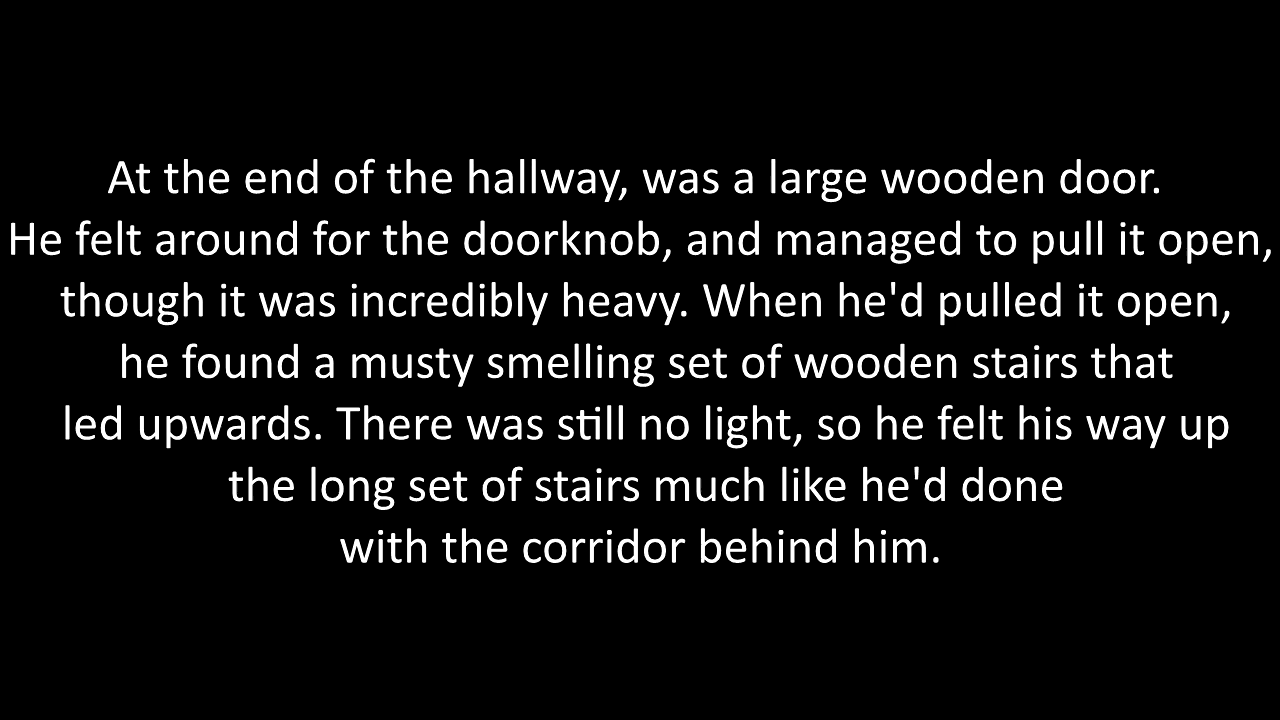 At the end of the hallway, was a large wooden door.
He felt around for the doorknob, and managed to pull it open,
though it was incredibly heavy. When he'd pulled it open,
he found a musty smelling set of wooden stairs that
led upwards. There was still no light, so he felt his way up
the long set of stairs much like he'd done
with the corridor behind him.